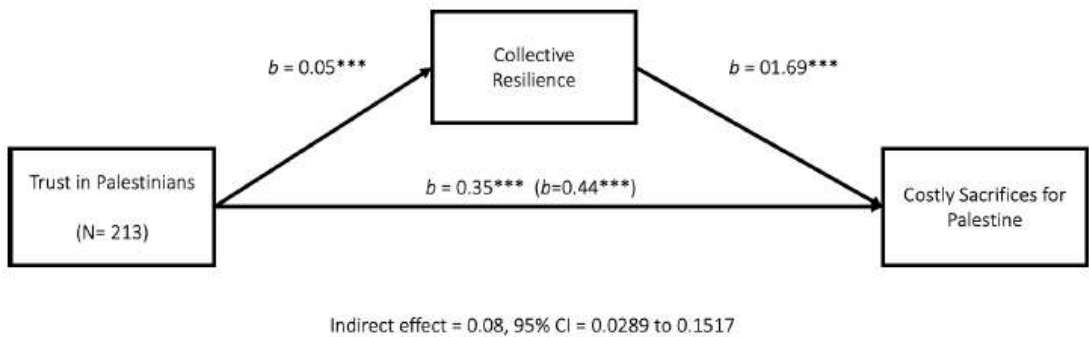 b = 0.05***
Collective
Resilience
b = 01.69***
Trust in Palestinians
(N= 213)
b = 0.35*** (b=0.44***)
Costly Sacrifices for
Palestine
Indirect effect = 0.08, 95% CI = 0.0289 to 0.1517